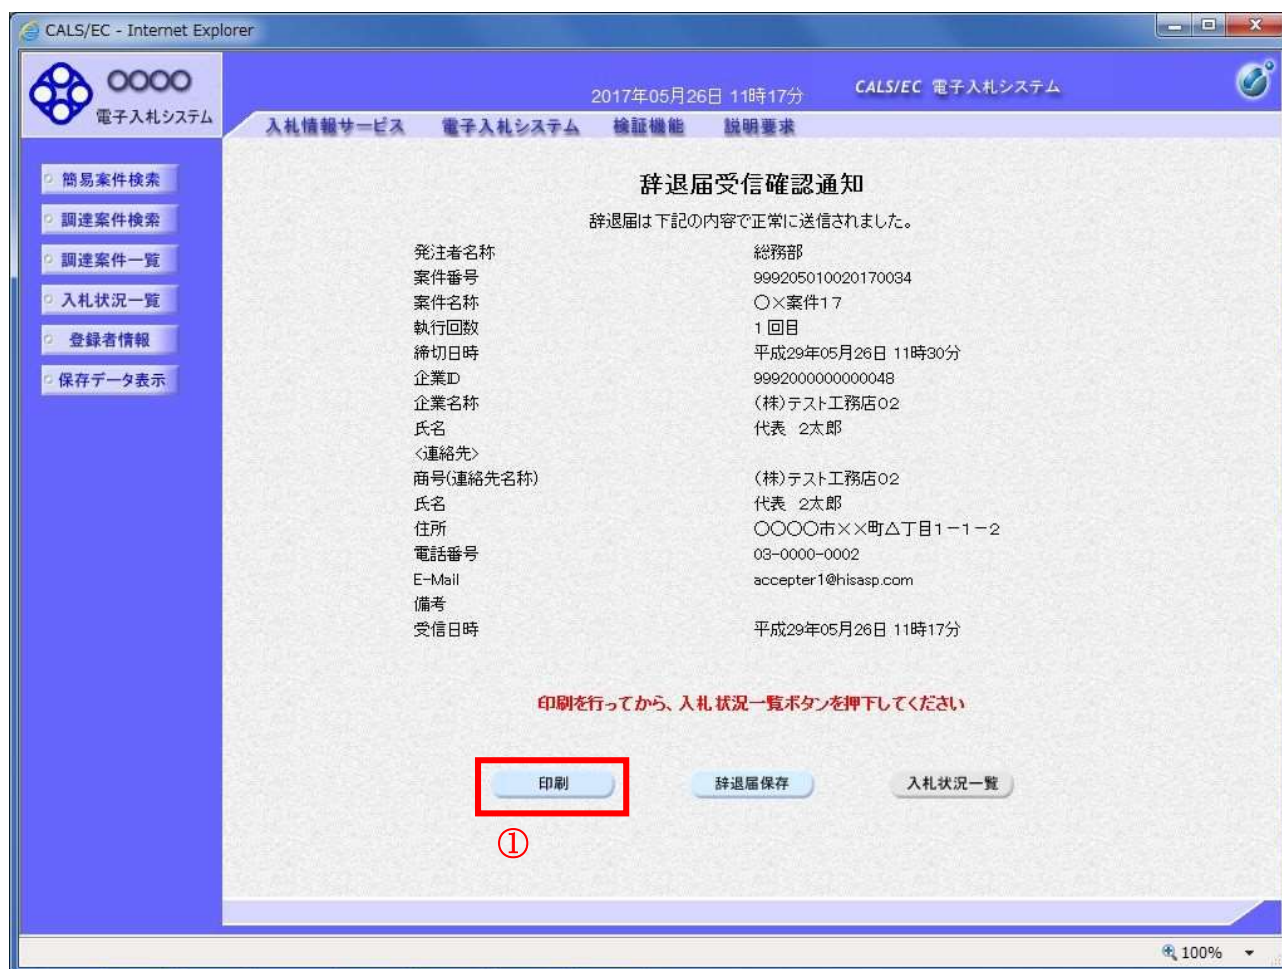 CALS/EC - Internet Explorer
○○○○
電子入札システム
2017年05月26日 11時17分
CALS/EC 電子入札システム
入札情報サービス 電子入札システム 検証機能 説明要求
簡易案件検索
調達案件検索
調達案件一覧
入札状況一覧
登録者情報
保存データ表示
辞退届受信確認通知
辞退届は下記の内容で正常に送信されました。
発注者名称 総務部
案件番号 999205010020170034
案件名称 ○×案件17
執行回数 1回目
締切日時 平成29年05月26日 11時30分
企業ID 9992000000000048
企業名称 (株)テスト工務店02
氏名 代表 2太郎
<連絡先>
商号(連絡先名称) (株)テスト工務店02
氏名 代表 2太郎
住所 ○○○○市××町△丁目1-1-2
電話番号 03-0000-0002
E-Mail accepter1@hisasp.com
備考
受信日時 平成29年05月26日 11時17分
印刷を行ってから、入札状況一覧ボタンを押下してください
印刷 辞退届保存 入札状況一覧
①
100%